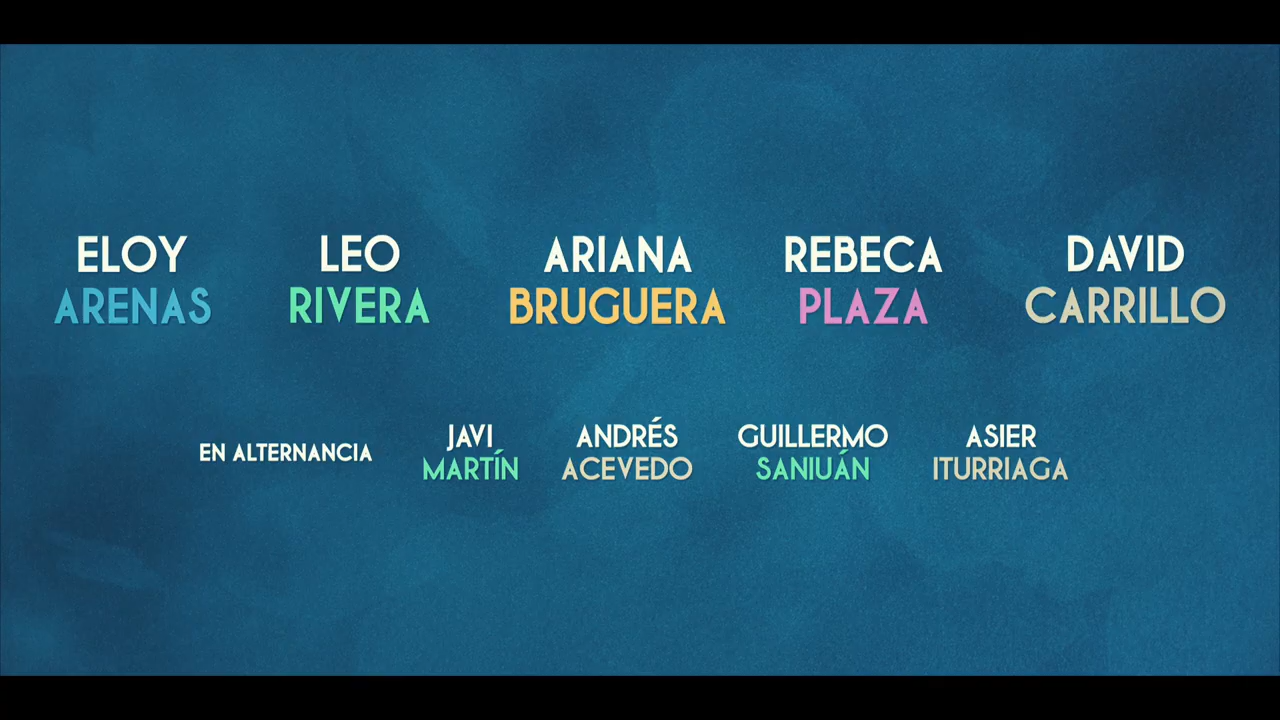 ELOY ARENAS
LEO RIVERA
ARIANA BRUGUERA
REBECA PLAZA
DAVID CARRILLO
EN ALTERNANCIA
JAVI MARTÍN
ANDRÉS ACEVEDO
GUILLERMO SANIUÁN
ASIER ITURRIAGA